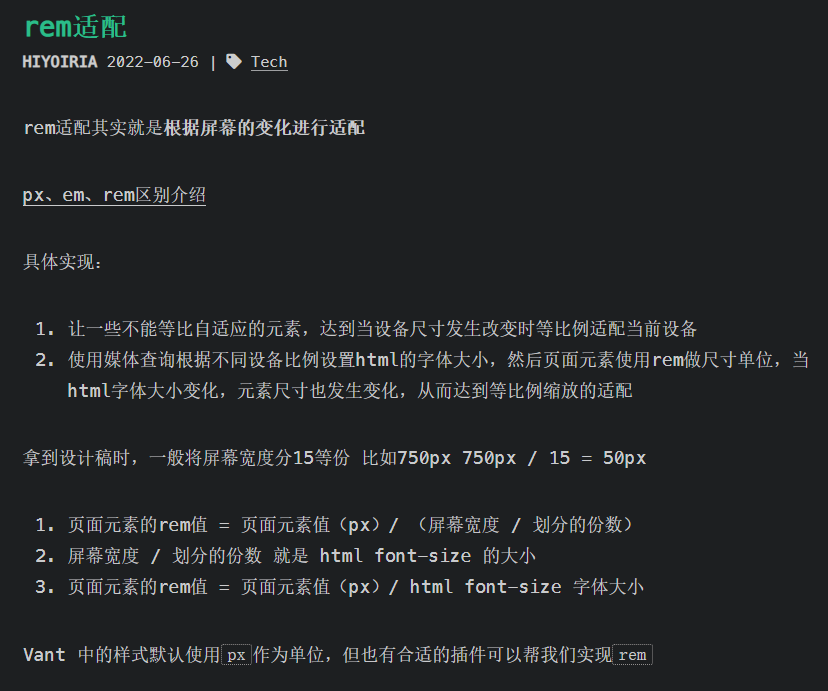 rem适配
HIYOIRIA 2022-06-26 | Tech
rem适配其实就是根据屏幕的变化进行适配
px、em、rem区别介绍
具体实现：
1. 让一些不能等比自适应的元素，达到当设备尺寸发生改变时等比例适配当前设备
2. 使用媒体查询根据不同设备比例设置html的字体大小，然后页面元素使用rem做尺寸单位，当
html字体大小变化，元素尺寸也发生变化，从而达到等比例缩放的适配
拿到设计稿时，一般将屏幕宽度分15等份 比如750px 750px / 15 = 50px
1. 页面元素的rem值 = 页面元素值（px）/ （屏幕宽度 / 划分的份数）
2. 屏幕宽度 / 划分的份数 就是 html font-size 的大小
3. 页面元素的rem值 = 页面元素值（px）/ html font-size 字体大小
Vant 中的样式默认使用px作为单位，但也有合适的插件可以帮我们实现rem